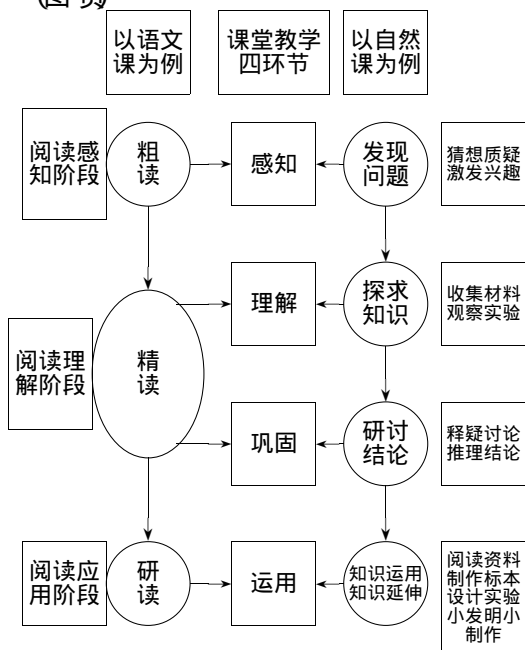 以语文
课为例
课堂教学
四环节
以自然
课为例
阅读感
知阶段
粗
读
感知
发现
问题
猜想质疑
激发兴趣
理解
探求
知识
收集材料
观察实验
阅读理
解阶段
精
读
巩固
研讨
结论
释疑讨论
推理结论
阅读应
用阶段
研
读
运用
知识运用
知识延伸
阅读资料
制作标本
设计实验
小发明小
制作